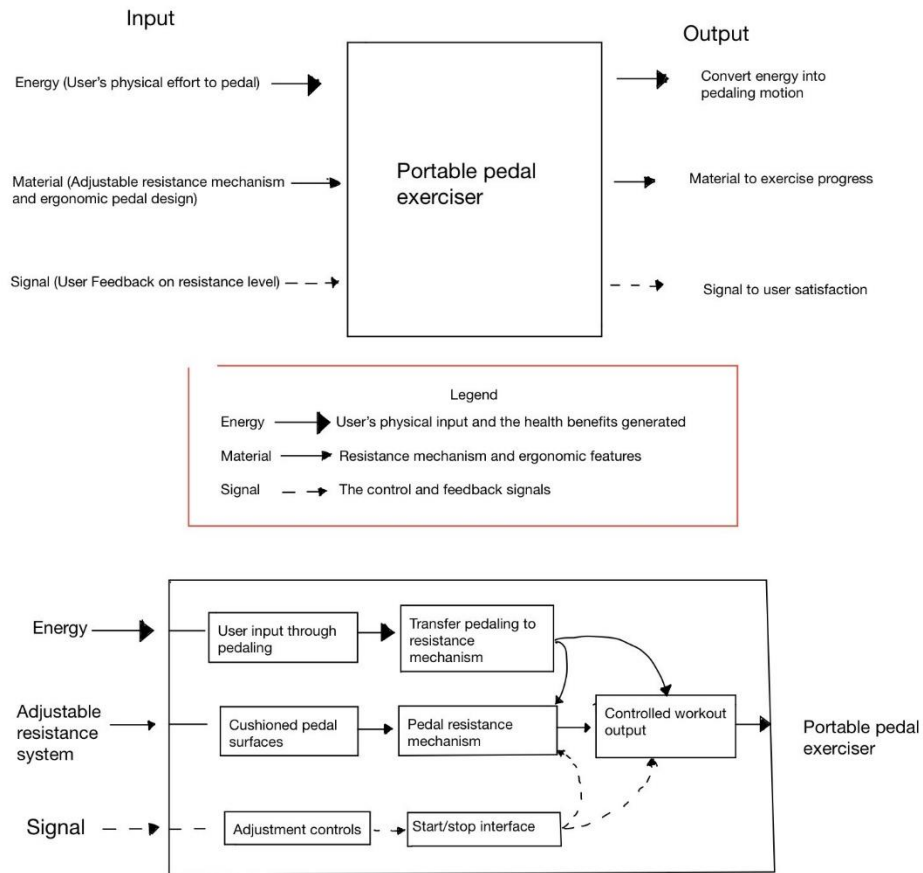 Input
Output
Energy (User's physical effort to pedal)
Convert energy into
pedaling motion
Portable pedal
exerciser
Material (Adjustable resistance mechanism
and ergonomic pedal design)
Material to exercise progress
Signal (User Feedback on resistance level)
Signal to user satisfaction
Legend
Energy
User's physical input and the health benefits generated
Material
Resistance mechanism and ergonomic features
Signal
The control and feedback signals
Energy
User input through
pedaling
Transfer pedaling to
resistance
mechanism
Adjustable
resistance
system
Cushioned pedal
surfaces
Pedal resistance
mechanism
Controlled workout
output
Portable pedal
exerciser
Signal
Adjustment controls
Start/stop interface